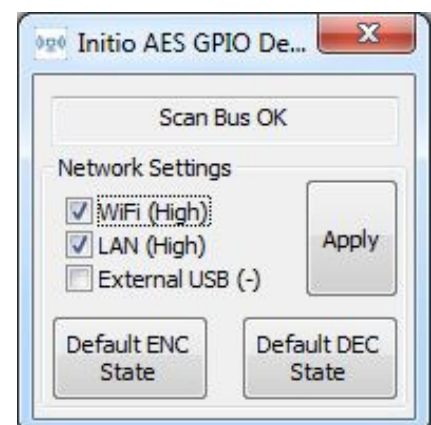 Initio AES GPIO De...
Scan Bus OK
Network Settings
WiFi (High)
LAN (High)
External USB (-)
Apply
Default ENC
State
Default DEC
State